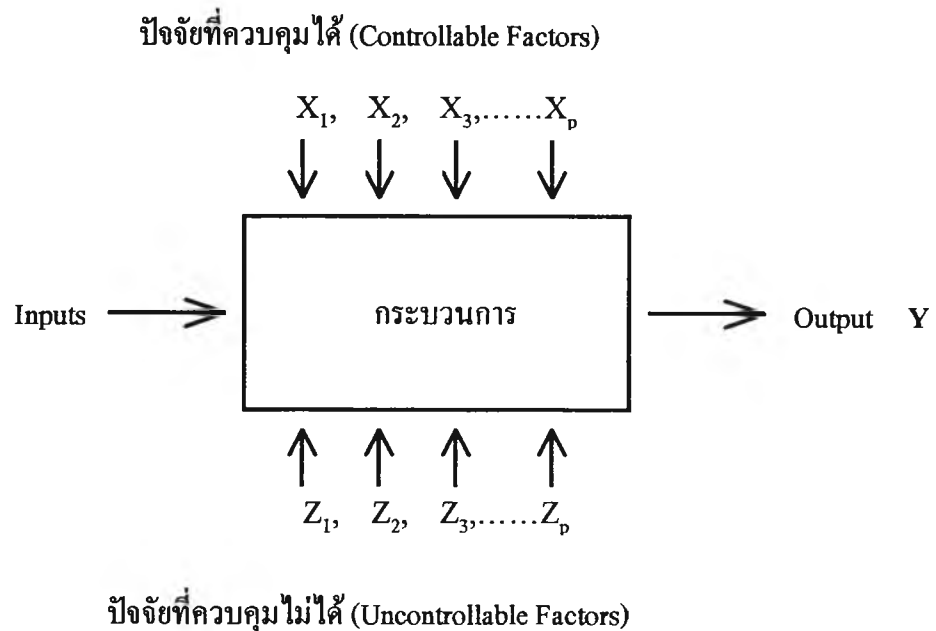 ปัจจัยที่ควบคุมได้ (Controllable Factors)
X₁, X₂, X₃,......Xₚ
Inputs กระบวนการ Output Y
Z₁, Z₂, Z₃,......Zₚ
ปัจจัยที่ควบคุมไม่ได้ (Uncontrollable Factors)